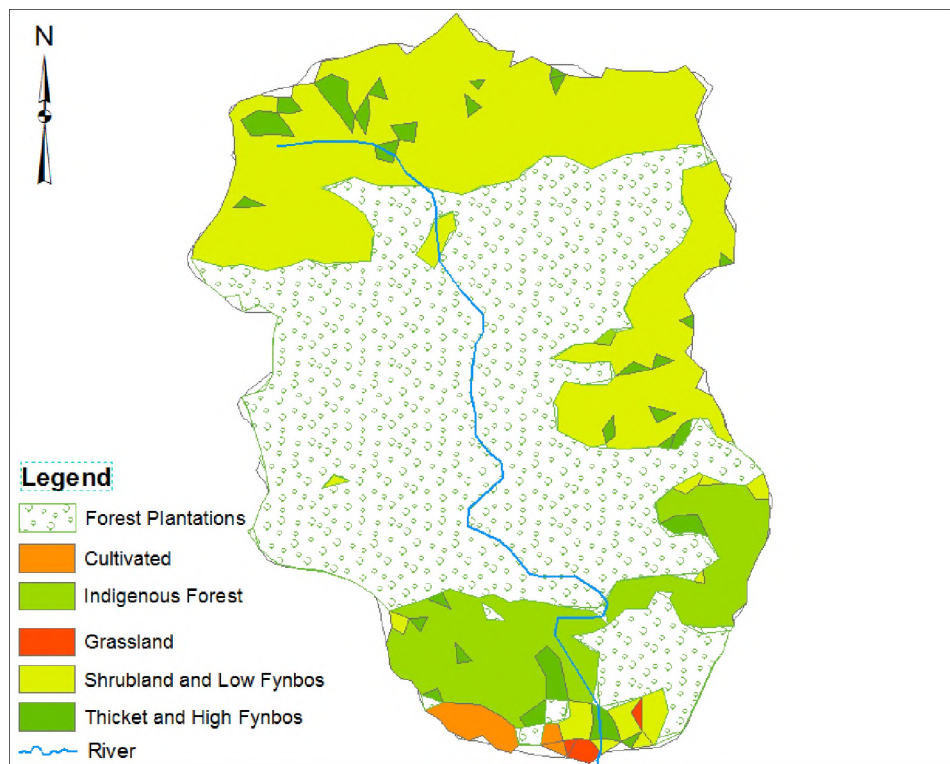 N
Legend
Forest Plantations
Cultivated
Indigenous Forest
Grassland
Shrubland and Low Fynbos
Thicket and High Fynbos
River